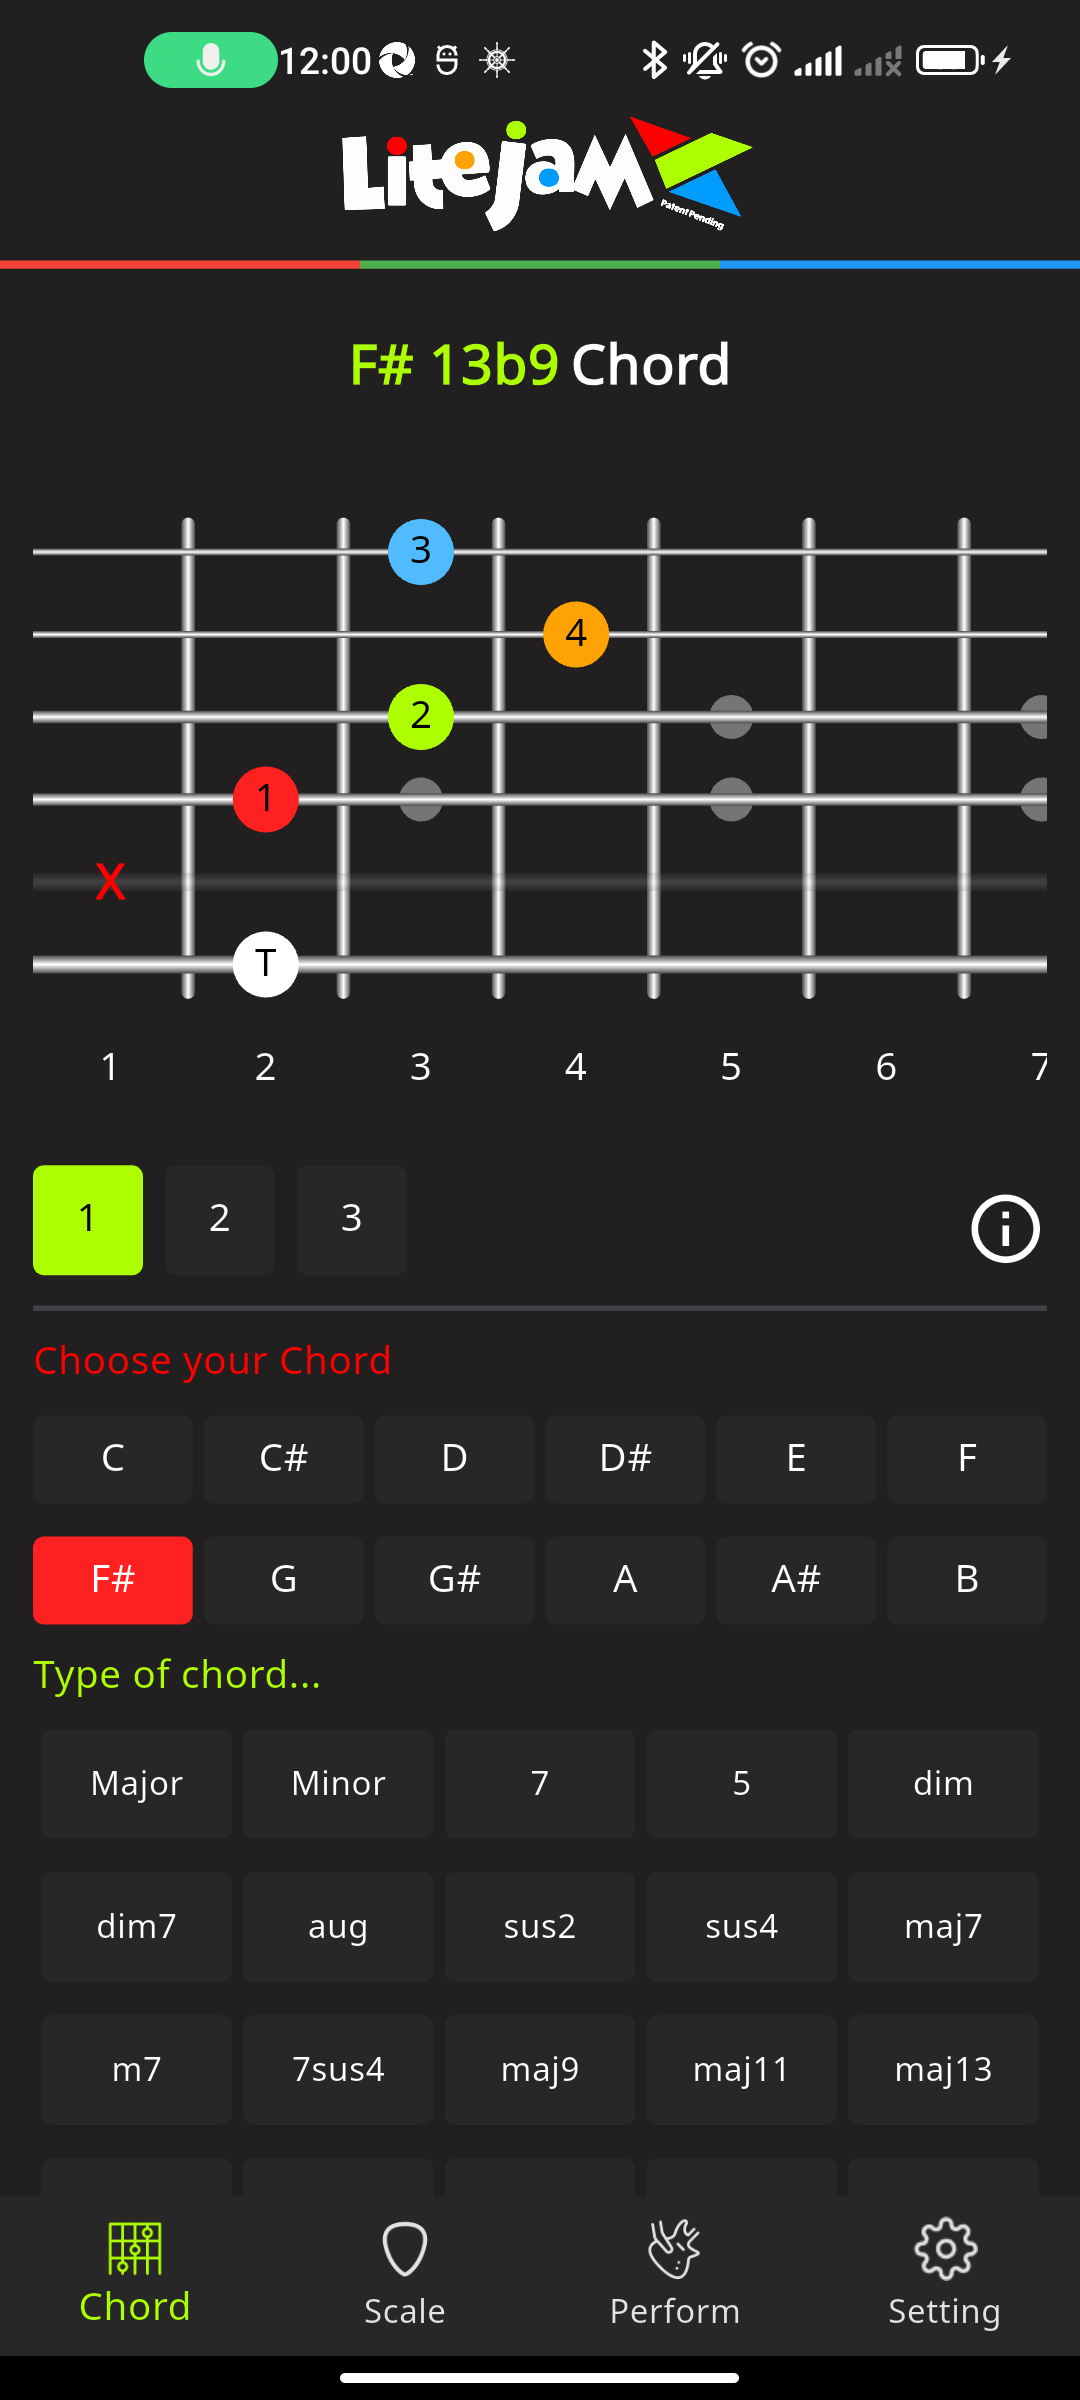 12:00
LiteJam
Patent Pending
F# 13b9 Chord
3
4
2
1
X
T
1 2 3 4 5 6 7
1 2 3
Choose your Chord
C C# D D# E F
F# G G# A A# B
Type of chord...
Major Minor 7 5 dim
dim7 aug sus2 sus4 maj7
m7 7sus4 maj9 maj11 maj13
Chord Scale Perform Setting